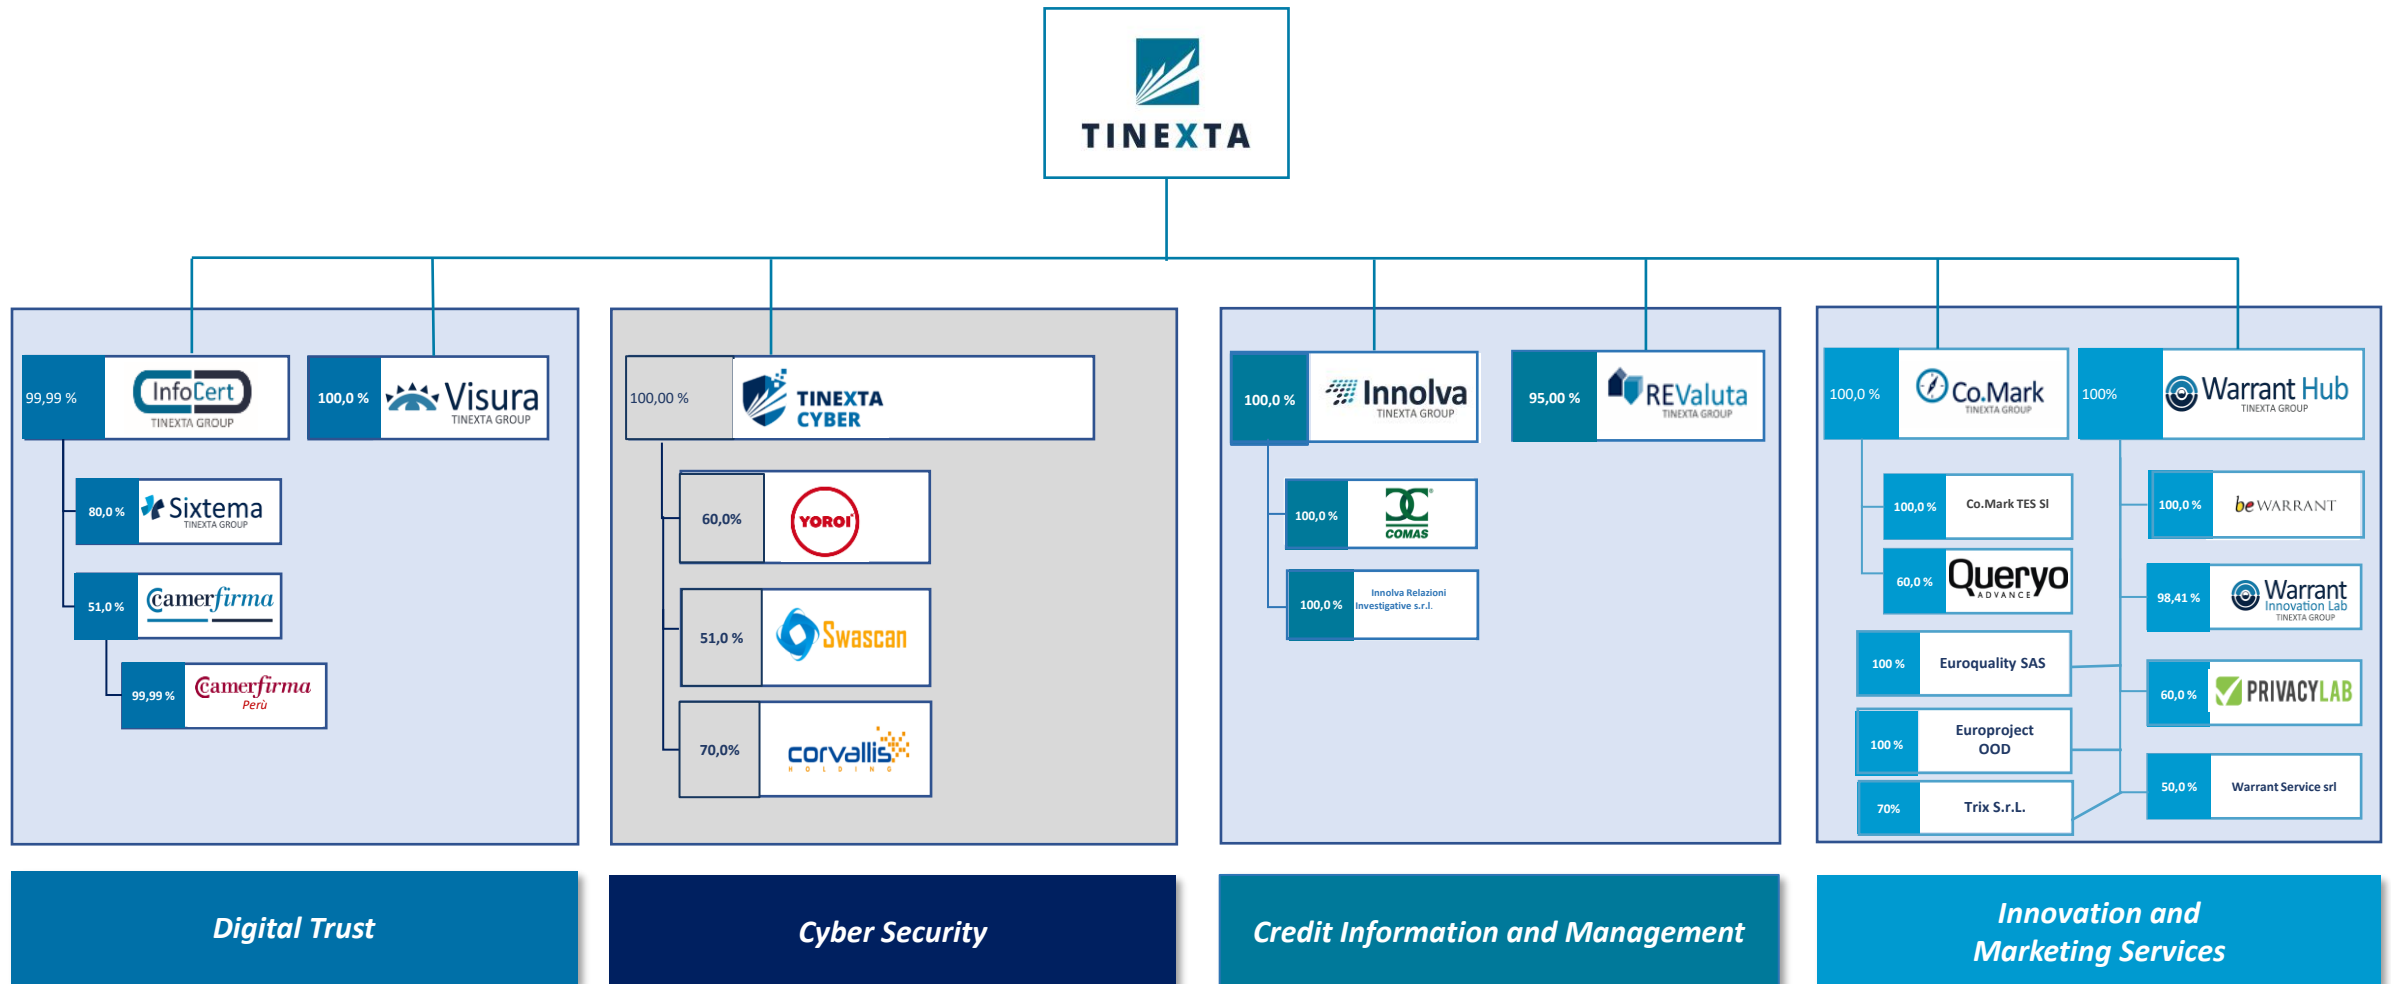 TINEXTA
99,99 %
InfoCert
TINEXTA GROUP
100,0 %
Visura
TINEXTA GROUP
80,0 %
Sixtema
TINEXTA GROUP
51,0 %
Camerfirma
99,99 %
Camerfirma
Perù
Digital Trust
100,00 %
TINEXTA
CYBER
60,0%
YOROI
51,0 %
Swascan
70,0%
corvallis
HOLDING
Cyber Security
100,0 %
Innolva
TINEXTA GROUP
95,00 %
REValuta
TINEXTA GROUP
100,0 %
COMAS
100,0 %
Innolva Relazioni
Investigative s.r.l.
Credit Information and Management
100,0 %
Co.Mark
TINEXTA GROUP
100%
Warrant Hub
TINEXTA GROUP
100,0 %
Co.Mark TES Sl
60,0 %
Queryo
ADVANCE
100 %
Euroquality SAS
100 %
Europroject
OOD
70%
Trix S.r.L.
100,0 %
be WARRANT
98,41 %
Warrant
Innovation Lab
TINEXTA GROUP
60,0 %
PRIVACYLAB
50,0 %
Warrant Service srl
Innovation and
Marketing Services